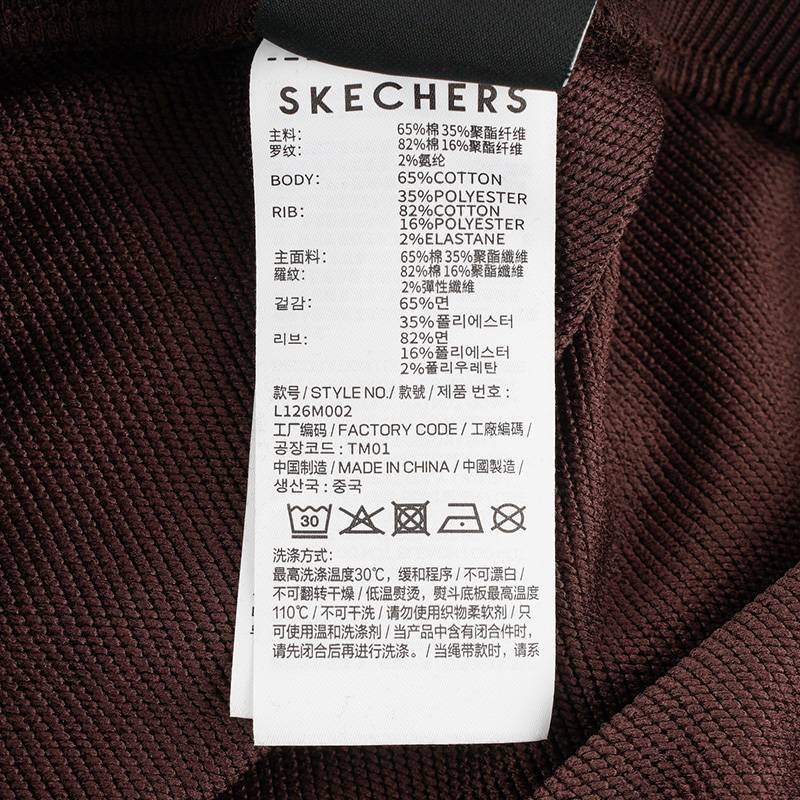 SKECHERS
主料: 65%棉 35%聚酯纤维
罗纹: 82%棉 16%聚酯纤维
2%氨纶
BODY: 65%COTTON
35%POLYESTER
RIB: 82%COTTON
16%POLYESTER
2%ELASTANE
主面料: 65%棉 35%聚酯纖維
羅紋: 82%棉 16%聚酯纖維
2%彈性纖維
겉감: 65%면
35%폴리에스터
리브: 82%면
16%폴리에스터
2%폴리우레탄
款号 / STYLE NO. / 款號 / 제품 번호 :
L126M002
工厂编码 / FACTORY CODE / 工廠編碼 /
공장코드 : TM01
中国制造 / MADE IN CHINA / 中國製造 /
생산국 : 중국
30
洗涤方式:
最高洗涤温度30℃, 缓和程序 / 不可漂白 /
不可翻转干燥 / 低温熨烫, 熨斗底板最高温度
110℃ / 不可干洗 / 请勿使用织物柔软剂 / 只
可使用温和洗涤剂 / 当产品中含有闭合件时,
请先闭合后再进行洗涤。 / 当绳带款时, 请系